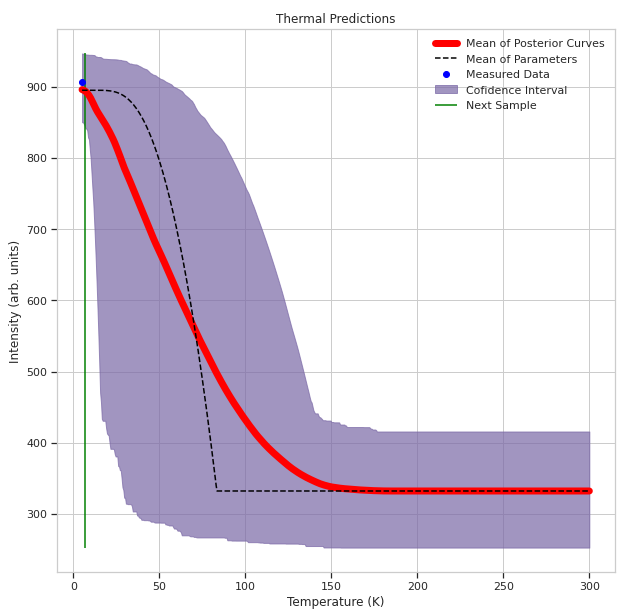 Thermal Predictions
Mean of Posterior Curves
Mean of Parameters
Measured Data
Cofidence Interval
Next Sample
Intensity (arb. units)
900
800
700
600
500
400
300
0 50 100 150 200 250 300
Temperature (K)